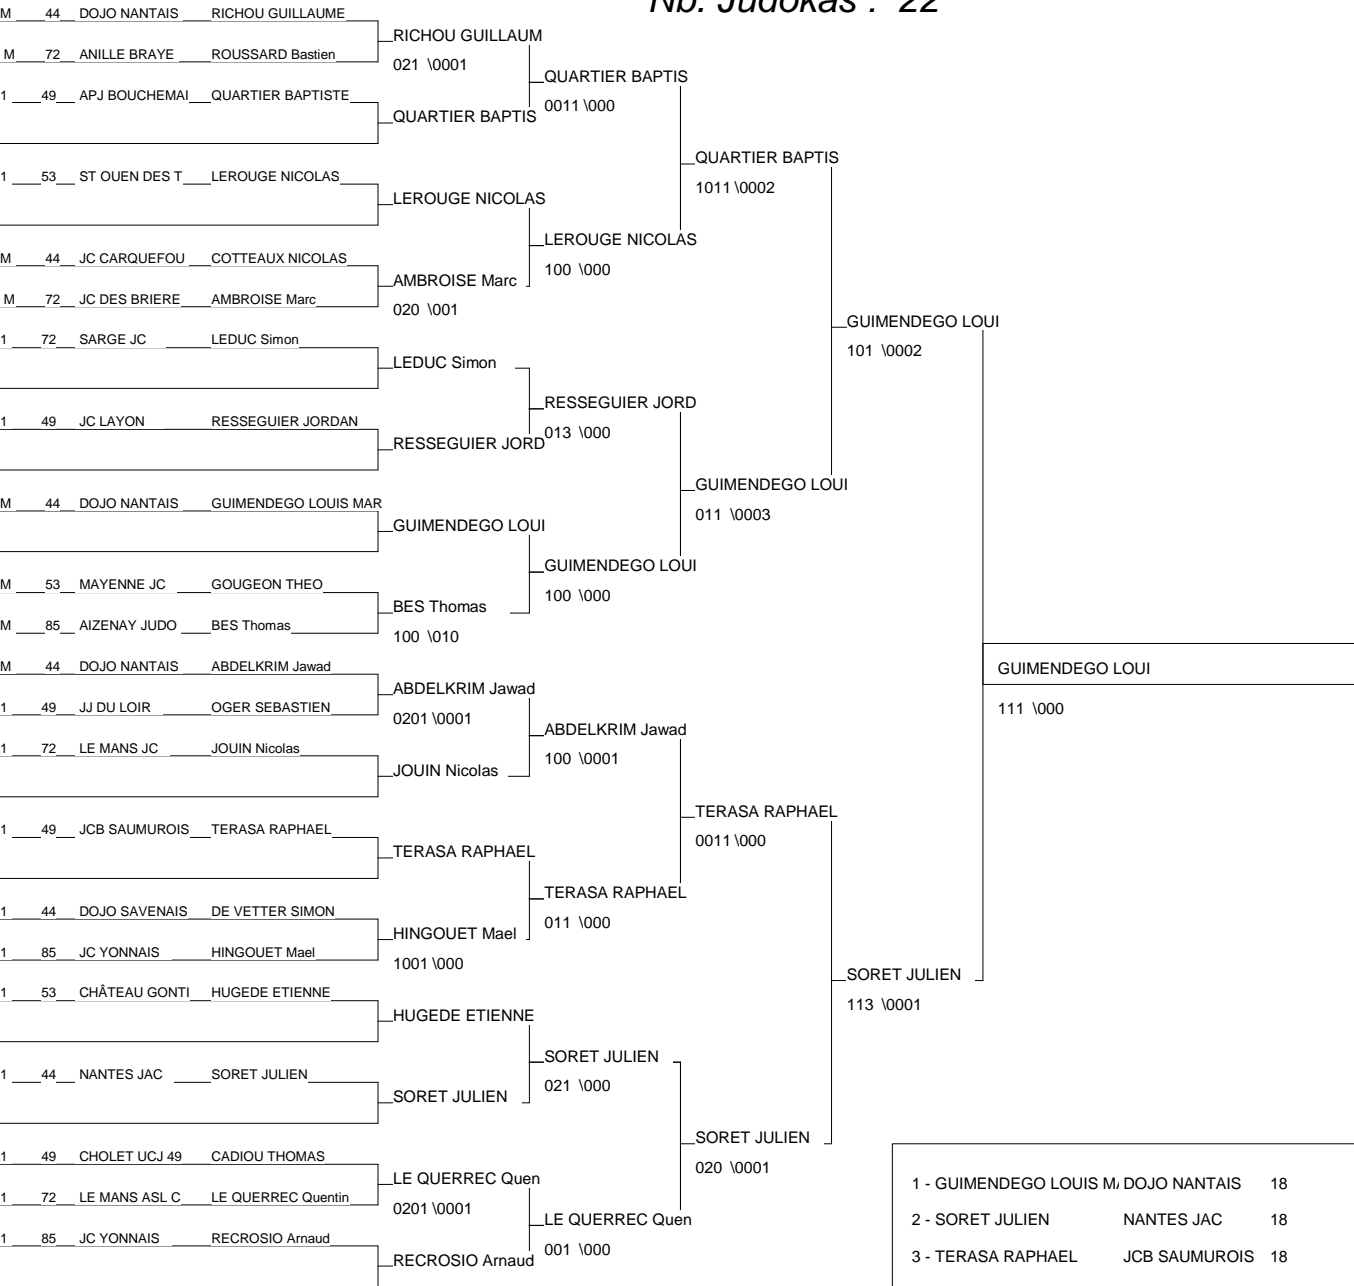 Nb. Judokas : 22
M 44 DOJO NANTAIS RICHOU GUILLAUME
RICHOU GUILLAUM
M 72 ANILLE BRAYE ROUSSARD Bastien
021 \0001
QUARTIER BAPTIS
1 49 APJ BOUCHEMAI QUARTIER BAPTISTE
0011 \000
QUARTIER BAPTIS
QUARTIER BAPTIS
1 53 ST OUEN DES T LEROUGE NICOLAS
1011 \0002
LEROUGE NICOLAS
LEROUGE NICOLAS
M 44 JC CARQUEFOU COTTEAUX NICOLAS
100 \000
AMBROISE Marc
M 72 JC DES BRIERE AMBROISE Marc
020 \001
GUIMENDEGO LOUI
1 72 SARGE JC LEDUC Simon
101 \0002
LEDUC Simon
RESSEGUIER JORD
1 49 JC LAYON RESSEGUIER JORDAN
013 \000
RESSEGUIER JORD
GUIMENDEGO LOUI
M 44 DOJO NANTAIS GUIMENDEGO LOUIS MAR
011 \0003
GUIMENDEGO LOUI
GUIMENDEGO LOUI
M 53 MAYENNE JC GOUGEON THEO
100 \000
BES Thomas
M 85 AIZENAY JUDO BES Thomas
100 \010
M 44 DOJO NANTAIS ABDELKRIM Jawad
GUIMENDEGO LOUI
ABDELKRIM Jawad
1 49 JJ DU LOIR OGER SEBASTIEN
111 \000
0201 \0001
ABDELKRIM Jawad
1 72 LE MANS JC JOUIN Nicolas
100 \0001
JOUIN Nicolas
TERASA RAPHAEL
1 49 JCB SAUMUROIS TERASA RAPHAEL
0011 \000
TERASA RAPHAEL
TERASA RAPHAEL
1 44 DOJO SAVENAIS DE VETTER SIMON
011 \000
HINGOUET Mael
1 85 JC YONNAIS HINGOUET Mael
1001 \000
SORET JULIEN
1 53 CHÂTEAU GONTI HUGEDE ETIENNE
113 \0001
HUGEDE ETIENNE
SORET JULIEN
1 44 NANTES JAC SORET JULIEN
021 \000
SORET JULIEN
SORET JULIEN
1 49 CHOLET UCJ 49 CADIOU THOMAS
020 \0001
LE QUERREC Quen
1 - GUIMENDEGO LOUIS M DOJO NANTAIS 18
1 72 LE MANS ASL C LE QUERREC Quentin
0201 \0001
LE QUERREC Quen
2 - SORET JULIEN NANTES JAC 18
1 85 JC YONNAIS RECROSIO Arnaud
001 \000
RECROSIO Arnaud
3 - TERASA RAPHAEL JCB SAUMUROIS 18